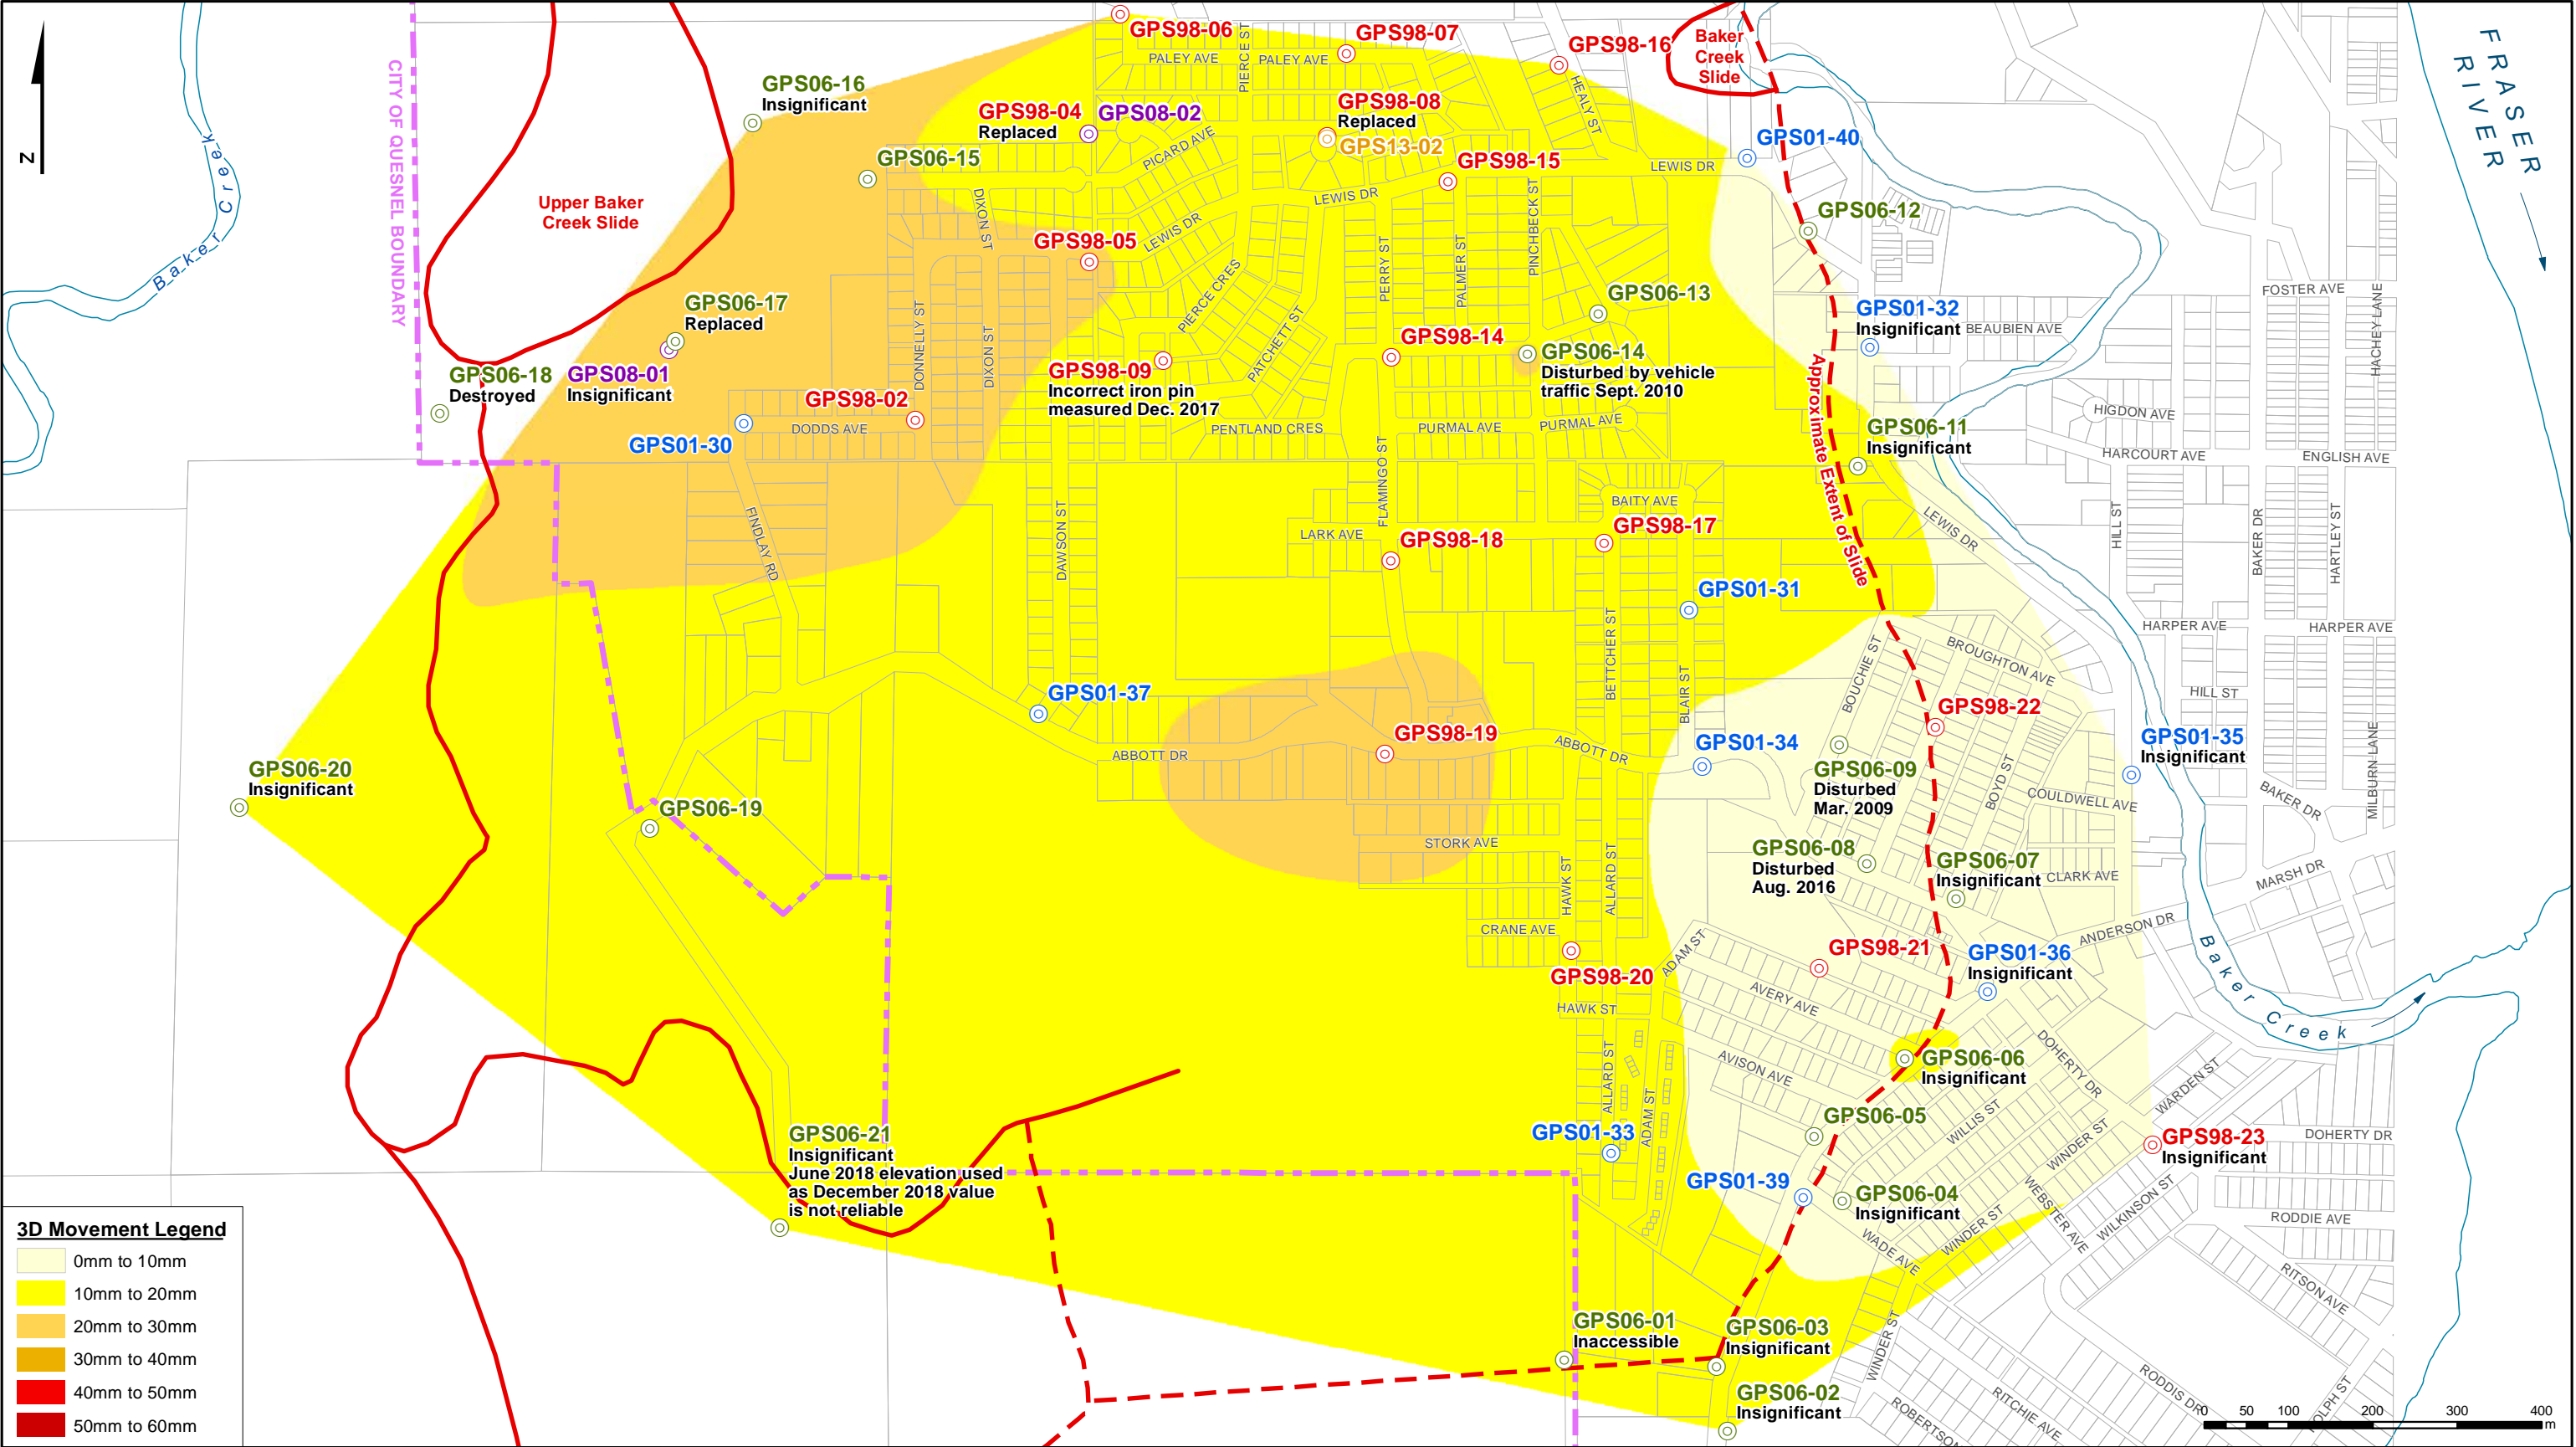 GPS98-06
GPS98-07
GPS98-16
Baker
Creek
Slide
FRASER
RIVER
N
CITY OF QUESNEL BOUNDARY
Baker Creek
PIERCE ST
PALEY AVE
PALEY AVE
HEALY ST
GPS06-16
Insignificant
GPS98-04
Replaced
GPS08-02
GPS98-08
Replaced
GPS13-02
PICARD AVE
GPS01-40
GPS06-15
GPS98-15
LEWIS DR
LEWIS DR
Upper Baker
Creek Slide
DIXON ST
LEWIS DR
PINCHBECK ST
GPS06-12
GPS98-05
PERRY ST
PALMER ST
PIERCE CRES
GPS06-13
FOSTER AVE
HACHEY LANE
GPS06-17
Replaced
GPS01-32
Insignificant
BEAUBIEN AVE
DONNELLY ST
DIXON ST
PATCHETT ST
GPS98-14
GPS06-14
Disturbed by vehicle
traffic Sept. 2010
GPS06-18
Destroyed
GPS08-01
Insignificant
GPS98-09
Incorrect iron pin
measured Dec. 2017
Approximate Extent of Slide
GPS98-02
DODDS AVE
GPS01-30
PENTLAND CRES
PURMAL AVE
PURMAL AVE
HIGDON AVE
GPS06-11
Insignificant
HARCOURT AVE
ENGLISH AVE
FLAMINGO ST
BAITY AVE
FINDLAY RD
DAWSON ST
LARK AVE
GPS98-18
GPS98-17
LEWIS DR
HILL ST
BAKER DR
HARTLEY ST
GPS01-31
HARPER AVE
HARPER AVE
BETTCHER ST
BLAIR ST
BOUCHIE ST
BROUGHTON AVE
GPS01-37
HILL ST
GPS98-22
ABBOTT DR
GPS98-19
ABBOTT DR
GPS01-34
GPS01-35
Insignificant
MILBURN LANE
GPS06-20
Insignificant
GPS06-09
Disturbed
Mar. 2009
BOYD ST
COULDWELL AVE
BAKER DR
GPS06-19
STORK AVE
GPS06-08
Disturbed
Aug. 2016
GPS06-07
Insignificant
CLARK AVE
MARSH DR
HAWK ST
ALLARD ST
CRANE AVE
ANDERSON DR
GPS98-20
ADAM ST
GPS98-21
GPS01-36
Insignificant
Baker Creek
HAWK ST
AVERY AVE
GPS06-06
Insignificant
DOHERTY DR
AVISON AVE
ALLARD ST
ADAM ST
WARDEN ST
GPS06-05
WILLIS ST
GPS01-33
WINDER ST
GPS98-23
Insignificant
DOHERTY DR
GPS06-21
Insignificant
June 2018 elevation used
as December 2018 value
is not reliable
GPS01-39
GPS06-04
Insignificant
WEBSTER AVE
WILKINSON ST
RODDIE AVE
WADE AVE
WINDER ST
RITSON AVE
3D Movement Legend
0mm to 10mm
10mm to 20mm
20mm to 30mm
30mm to 40mm
40mm to 50mm
50mm to 60mm
GPS06-01
Inaccessible
GPS06-03
Insignificant
WINDER ST
GPS06-02
Insignificant
RITCHIE AVE
RODDIS DR
0 50 100 200 300 400
m